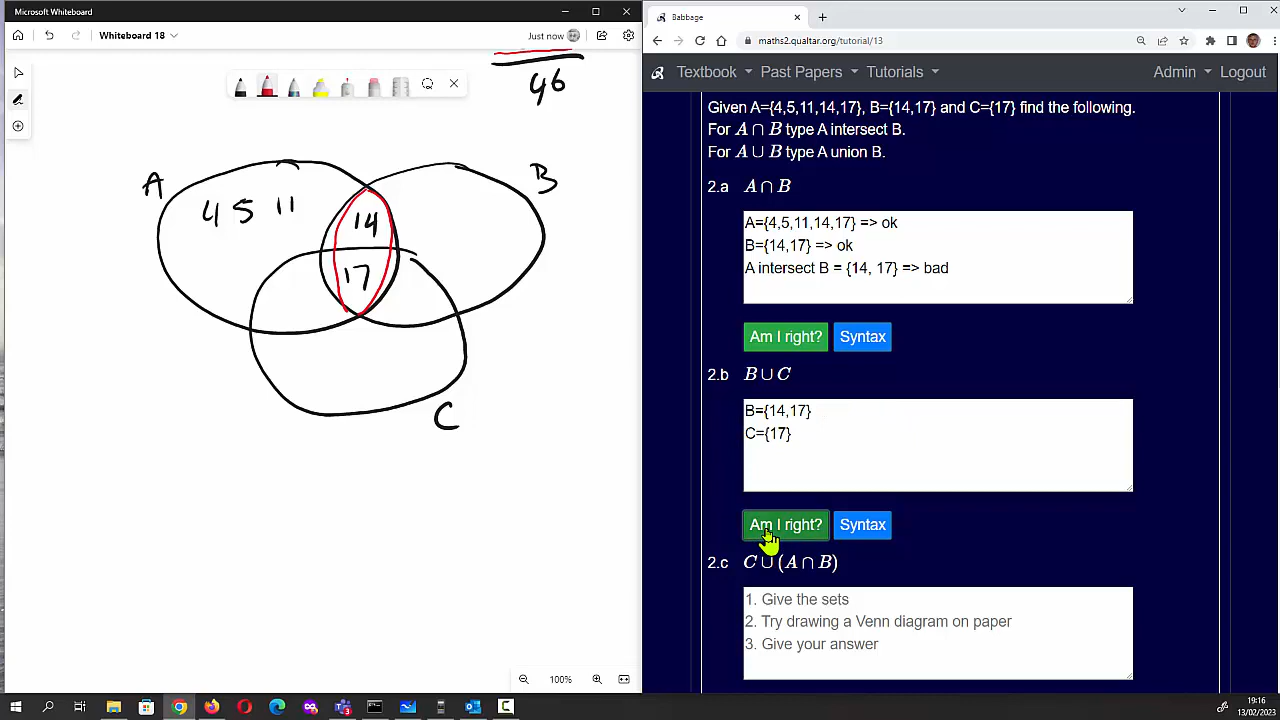 Microsoft Whiteboard
Whiteboard 18
Just now
46
A
B
4 5 11
14
17
C
100%
Babbage
maths2.qualtar.org/tutorial/13
Textbook
Past Papers
Tutorials
Admin
Logout
Given A={4,5,11,14,17}, B={14,17} and C={17} find the following.
For A ∩ B type A intersect B.
For A ∪ B type A union B.
2.a A ∩ B
A={4,5,11,14,17} => ok
B={14,17} => ok
A intersect B = {14, 17} => bad
Am I right?
Syntax
2.b B ∪ C
B={14,17}
C={17}
Am I right?
Syntax
2.c C ∪ (A ∩ B)
1. Give the sets
2. Try drawing a Venn diagram on paper
3. Give your answer
19:16
13/02/2023